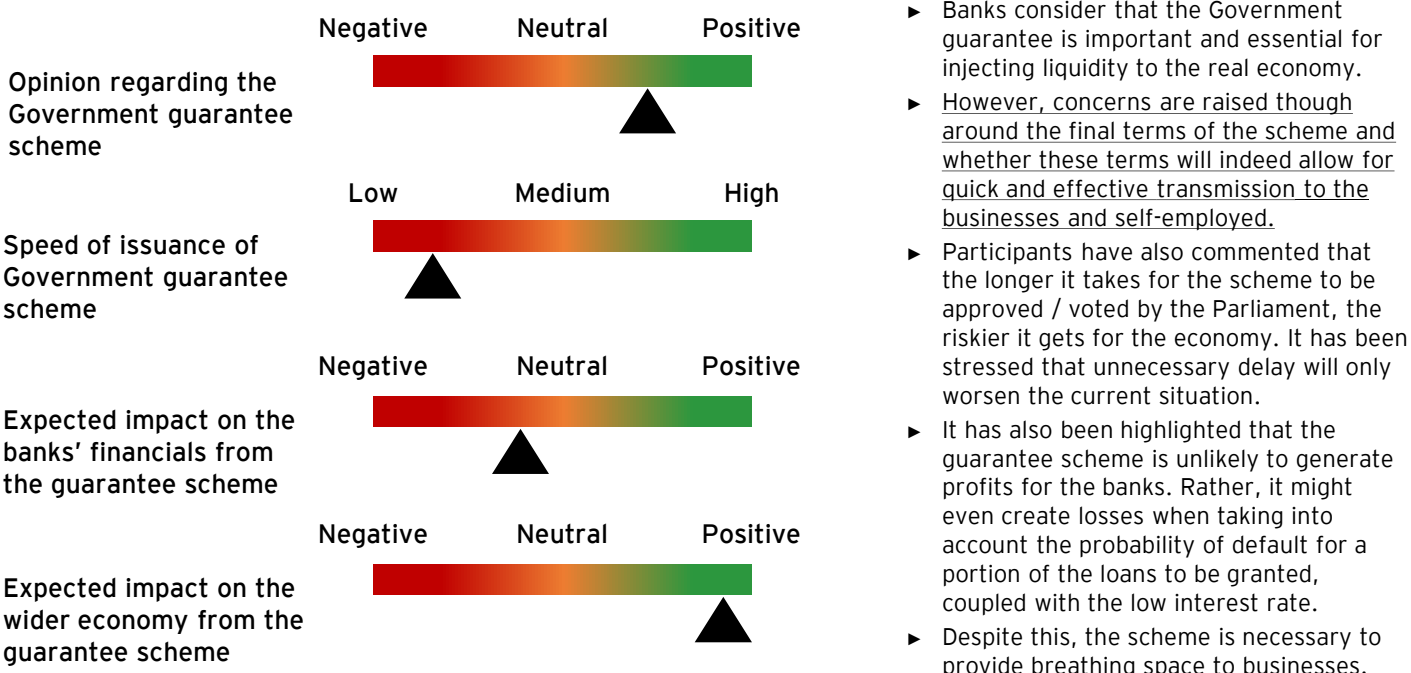 Negative Neutral Positive
Opinion regarding the
Government guarantee
scheme
Low Medium High
Speed of issuance of
Government guarantee
scheme
Negative Neutral Positive
Expected impact on the
banks’ financials from
the guarantee scheme
Negative Neutral Positive
Expected impact on the
wider economy from the
guarantee scheme
► Banks consider that the Government
guarantee is important and essential for
injecting liquidity to the real economy.
► However, concerns are raised though
around the final terms of the scheme and
whether these terms will indeed allow for
quick and effective transmission to the
businesses and self-employed.
► Participants have also commented that
the longer it takes for the scheme to be
approved / voted by the Parliament, the
riskier it gets for the economy. It has been
stressed that unnecessary delay will only
worsen the current situation.
► It has also been highlighted that the
guarantee scheme is unlikely to generate
profits for the banks. Rather, it might
even create losses when taking into
account the probability of default for a
portion of the loans to be granted,
coupled with the low interest rate.
► Despite this, the scheme is necessary to
provide breathing space to businesses.